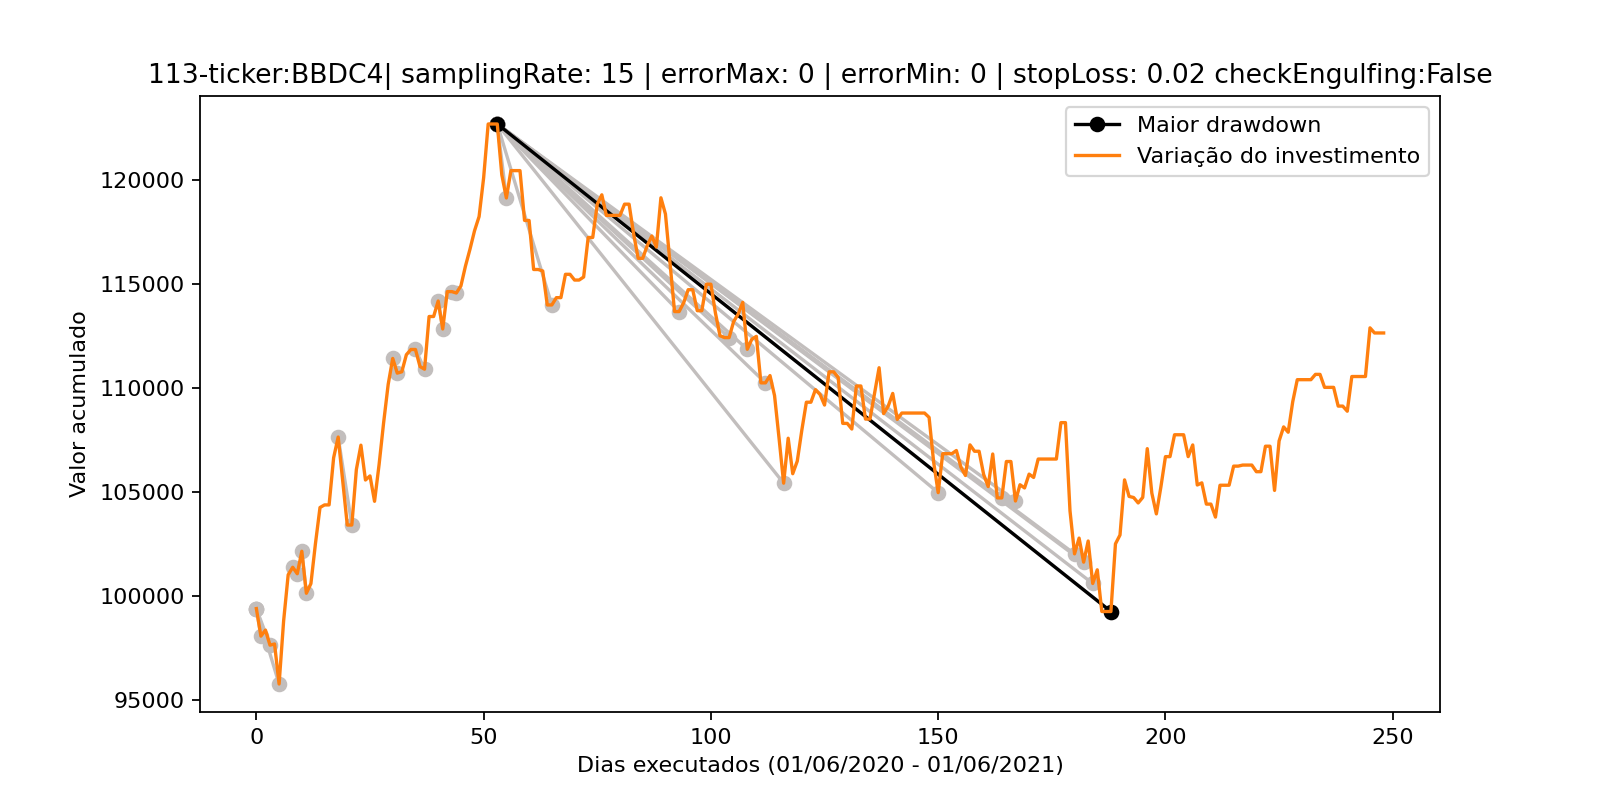 113-ticker:BBDC4| samplingRate: 15 | errorMax: 0 | errorMin: 0 | stopLoss: 0.02 checkEngulfing:False
Maior drawdown
Variação do investimento
Valor acumulado
120000
115000
110000
105000
100000
95000
0 50 100 150 200 250
Dias executados (01/06/2020 - 01/06/2021)